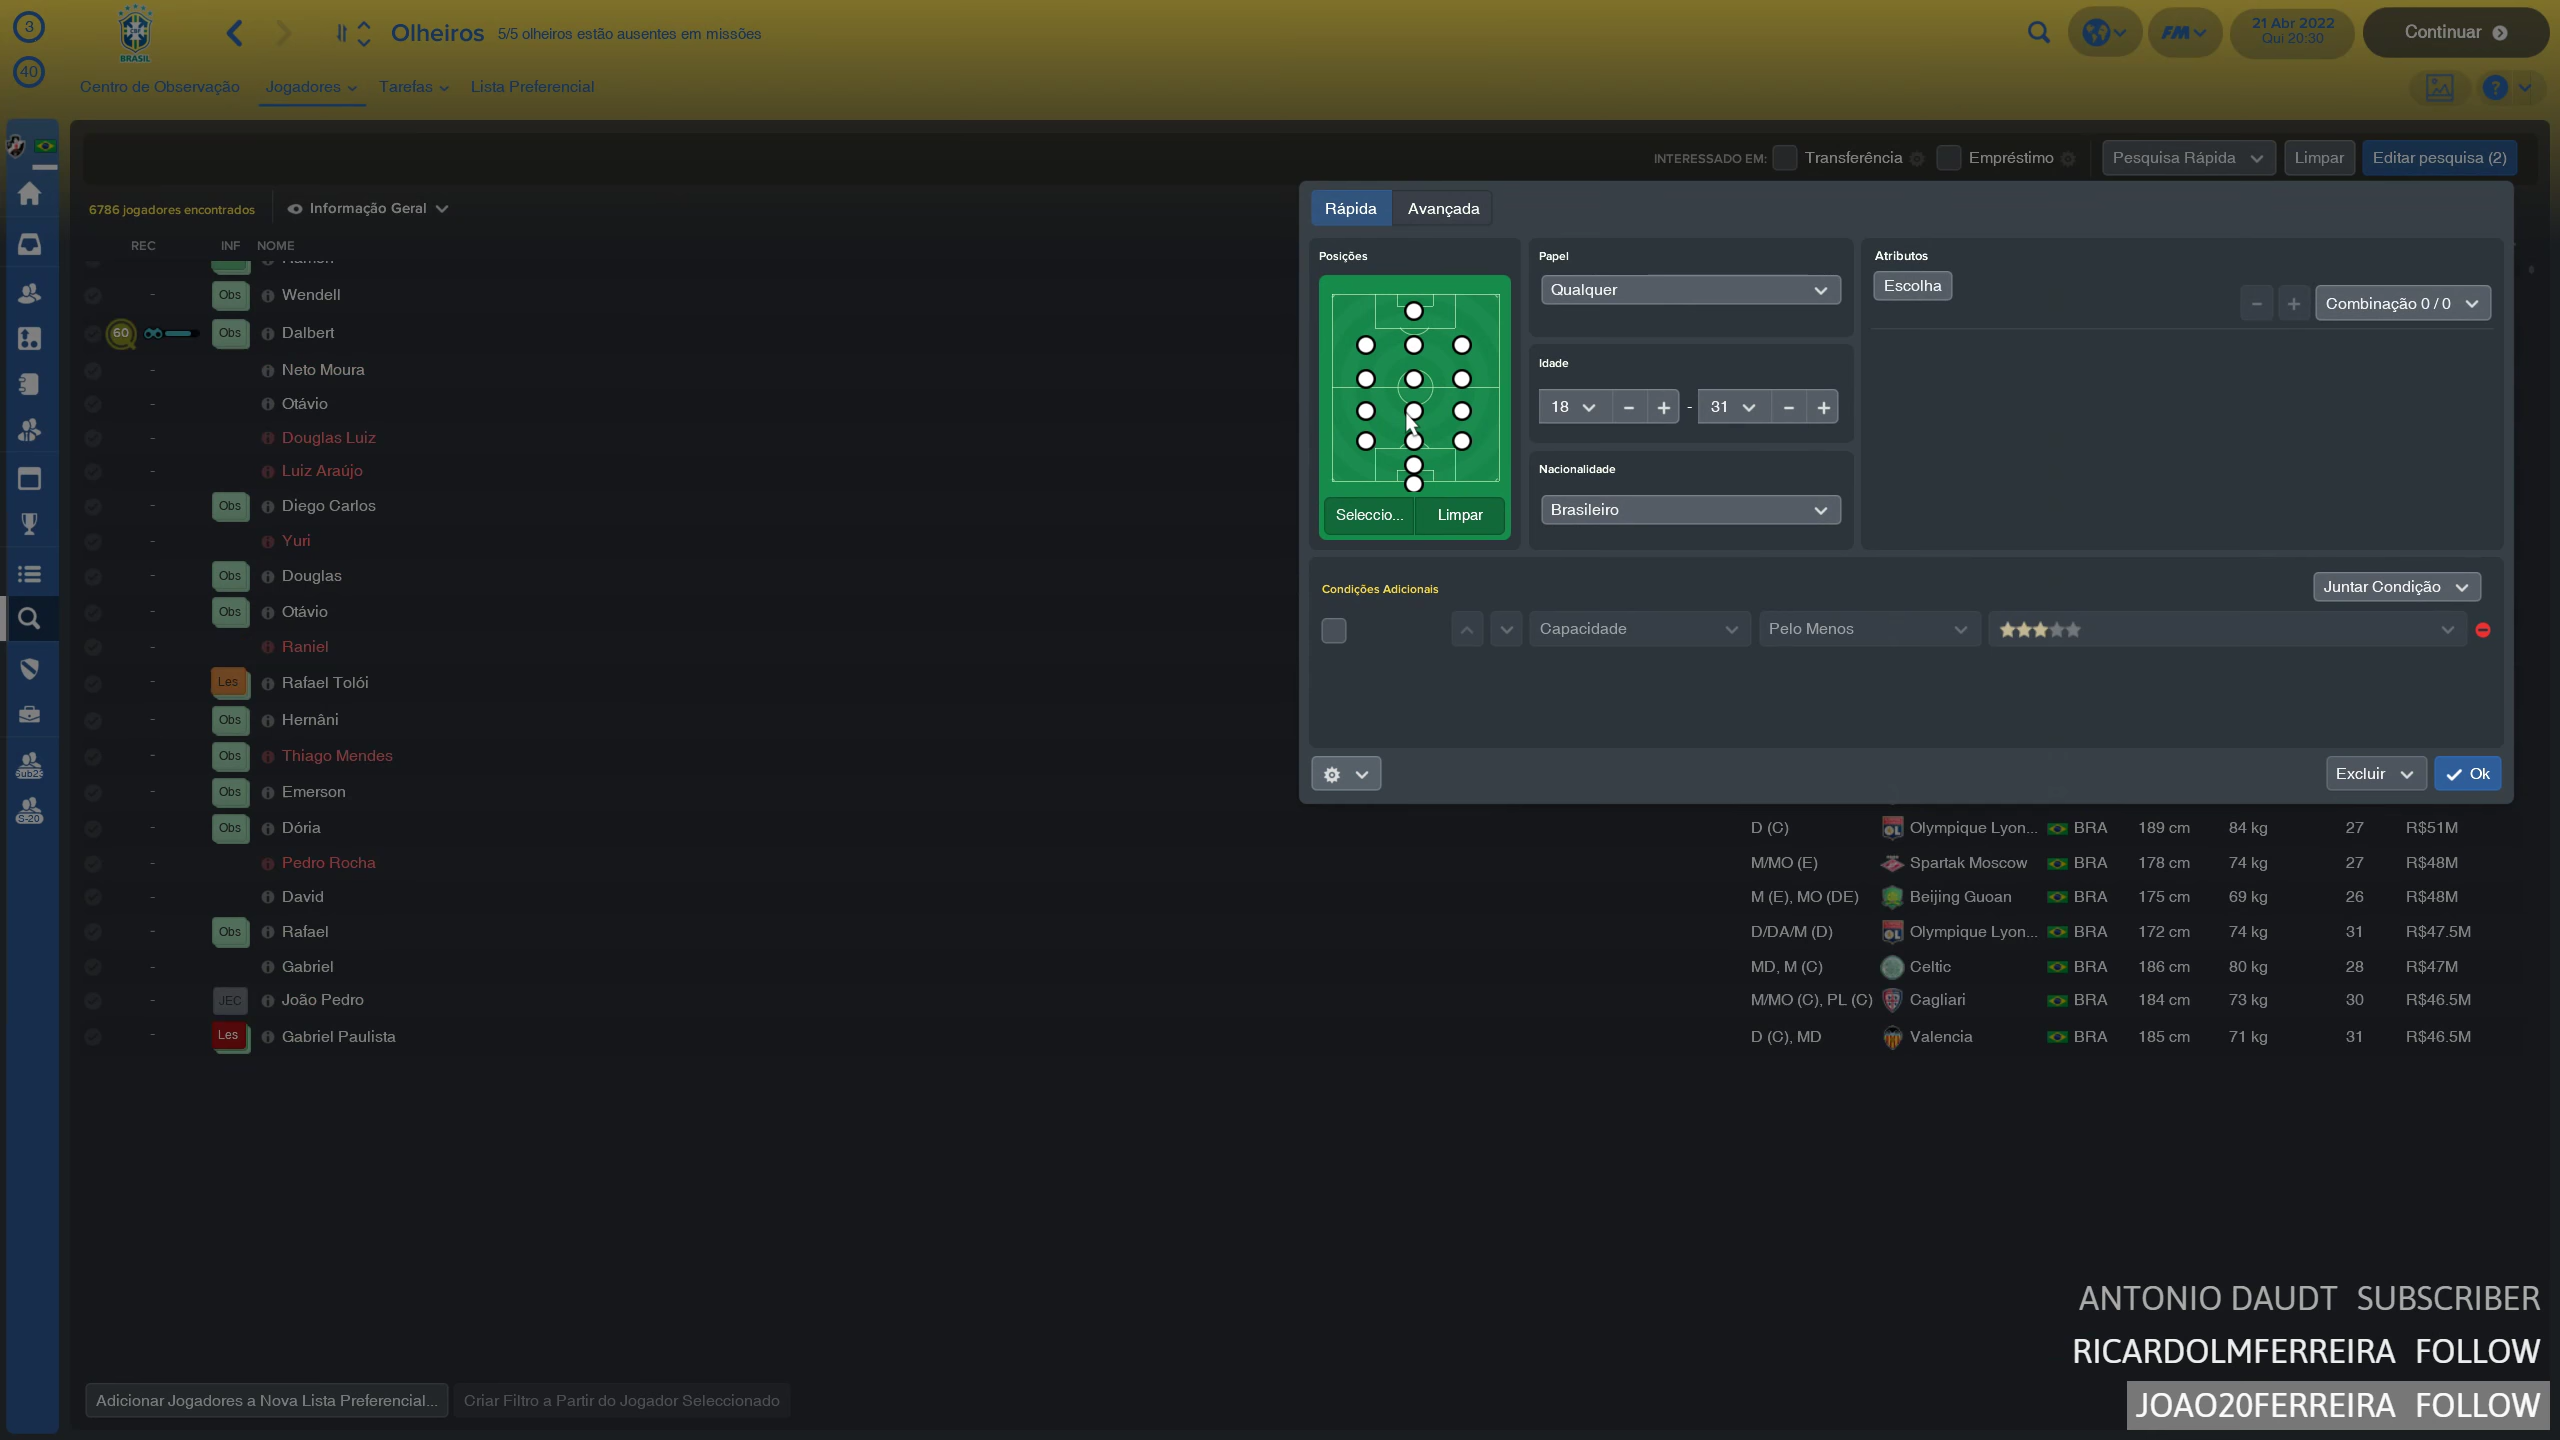 3
40
BRASIL
Olheiros 5/5 olheiros estão ausentes em missões
FM
21 Abr 2022
Qui 20:30
Continuar
Centro de Observação Jogadores Tarefas Lista Preferencial
?
INTERESSADO EM: Transferência Empréstimo Pesquisa Rápida Limpar Editar pesquisa (2)
6786 jogadores encontrados Informação Geral
Rápida Avançada
REC INF NOME
Posições Papel Atributos
Qualquer Escolha
Combinação 0 / 0
Idade
18 - + - 31 - +
Nacionalidade
Brasileiro
Seleccio... Limpar
Condições Adicionais Juntar Condição
Capacidade Pelo Menos
Excluir Ok
- Obs Wendell
60 Obs Dalbert
- Neto Moura
- Otávio
- Douglas Luiz
- Luiz Araújo
- Obs Diego Carlos
- Yuri
- Obs Douglas
- Obs Otávio
- Raniel
- Les Rafael Tolói
- Obs Hernâni
- Obs Thiago Mendes
- Obs Emerson
- Obs Dória D (C) Olympique Lyon... BRA 189 cm 84 kg 27 R$51M
- Pedro Rocha M/MO (E) Spartak Moscow BRA 178 cm 74 kg 27 R$48M
- David M (E), MO (DE) Beijing Guoan BRA 175 cm 69 kg 26 R$48M
- Obs Rafael D/DA/M (D) Olympique Lyon... BRA 172 cm 74 kg 31 R$47.5M
- Gabriel MD, M (C) Celtic BRA 186 cm 80 kg 28 R$47M
- JEC João Pedro M/MO (C), PL (C) Cagliari BRA 184 cm 73 kg 30 R$46.5M
- Les Gabriel Paulista D (C), MD Valencia BRA 185 cm 71 kg 31 R$46.5M
Sub23
S-20
ANTONIO DAUDT SUBSCRIBER
RICARDOLMFERREIRA FOLLOW
JOAO20FERREIRA FOLLOW
Adicionar Jogadores a Nova Lista Preferencial... Criar Filtro a Partir do Jogador Seleccionado